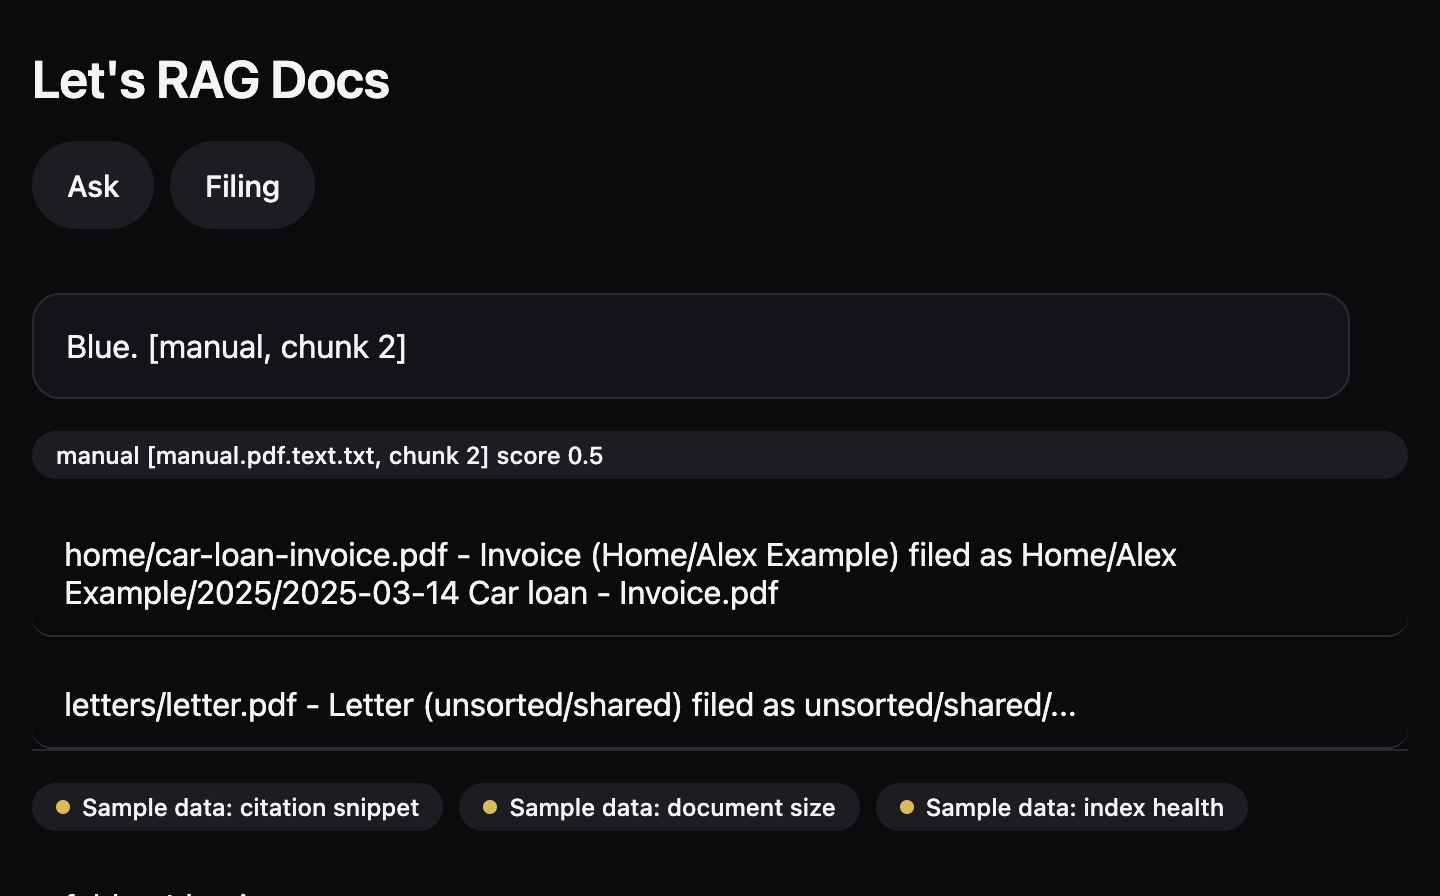 Let's RAG Docs
Ask
Filing
Blue. [manual, chunk 2]
manual [manual.pdf.text.txt, chunk 2] score 0.5
home/car-loan-invoice.pdf - Invoice (Home/Alex Example) filed as Home/Alex
Example/2025/2025-03-14 Car loan - Invoice.pdf
letters/letter.pdf - Letter (unsorted/shared) filed as unsorted/shared/...
Sample data: citation snippet
Sample data: document size
Sample data: index health